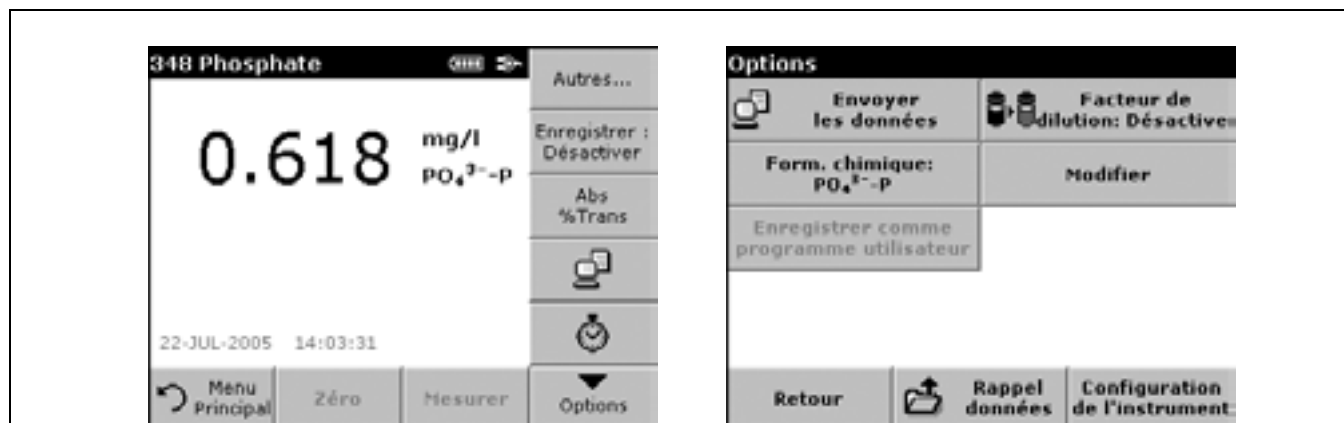 348 Phosphate
Autres...
0.618 mg/l
PO₄³⁻-P
Enregistrer :
Désactiver
Abs
%Trans
22-JUL-2005 14:03:31
Menu
Principal
Zéro
Mesurer
Options
Options
Envoyer
les données
Facteur de
dilution: Désactive
Form. chimique:
PO₄³⁻-P
Modifier
Enregistrer comme
programme utilisateur
Retour
Rappel
données
Configuration
de l'instrument